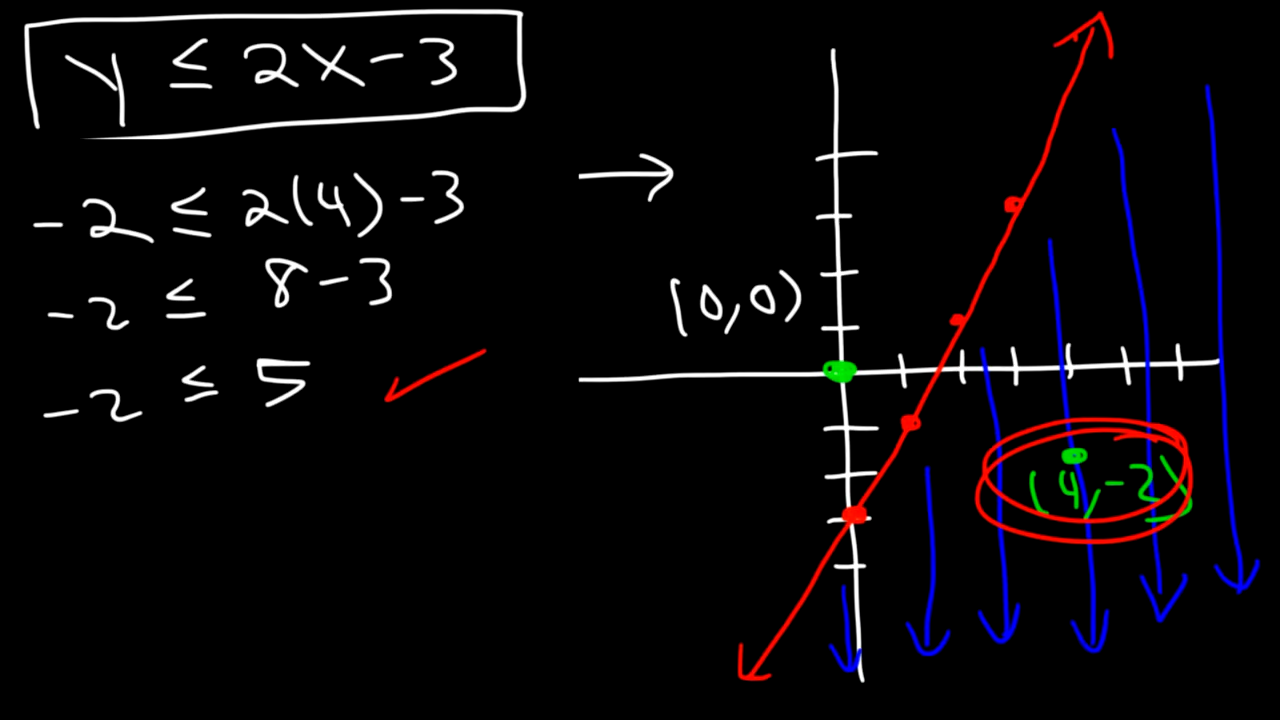 y ≤ 2x - 3
-2 ≤ 2(4) - 3
-2 ≤ 8 - 3
-2 ≤ 5
(0,0)
(4,-2)